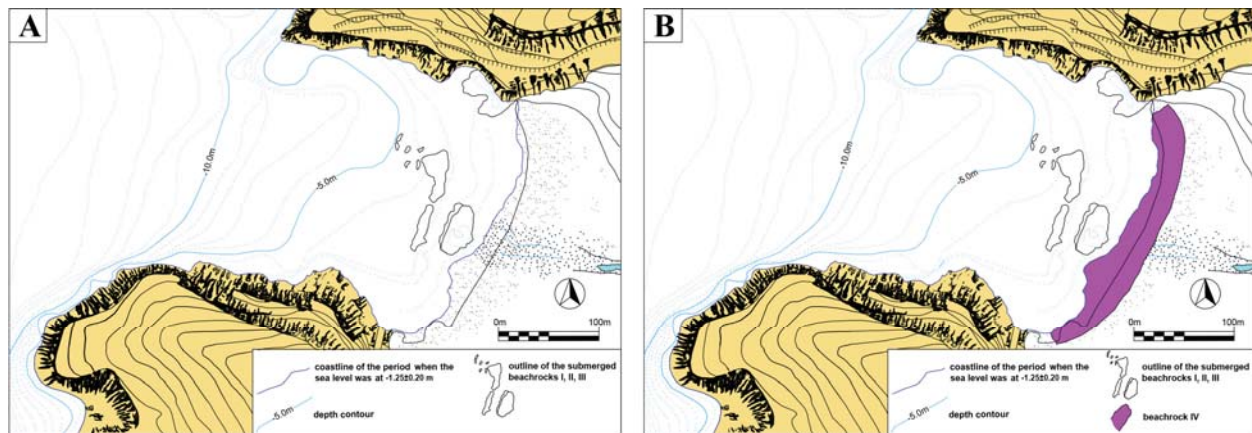 A
-10.0m
-5.0m
0m 100m
coastline of the period when the
sea level was at -1.25±0.20 m
outline of the submerged
beachrocks I, II, III
-5.0m
depth contour
B
-10.0m
-5.0m
0m 100m
coastline of the period when the
sea level was at -1.25±0.20 m
outline of the submerged
beachrocks I, II, III
-5.0m
depth contour
beachrock IV